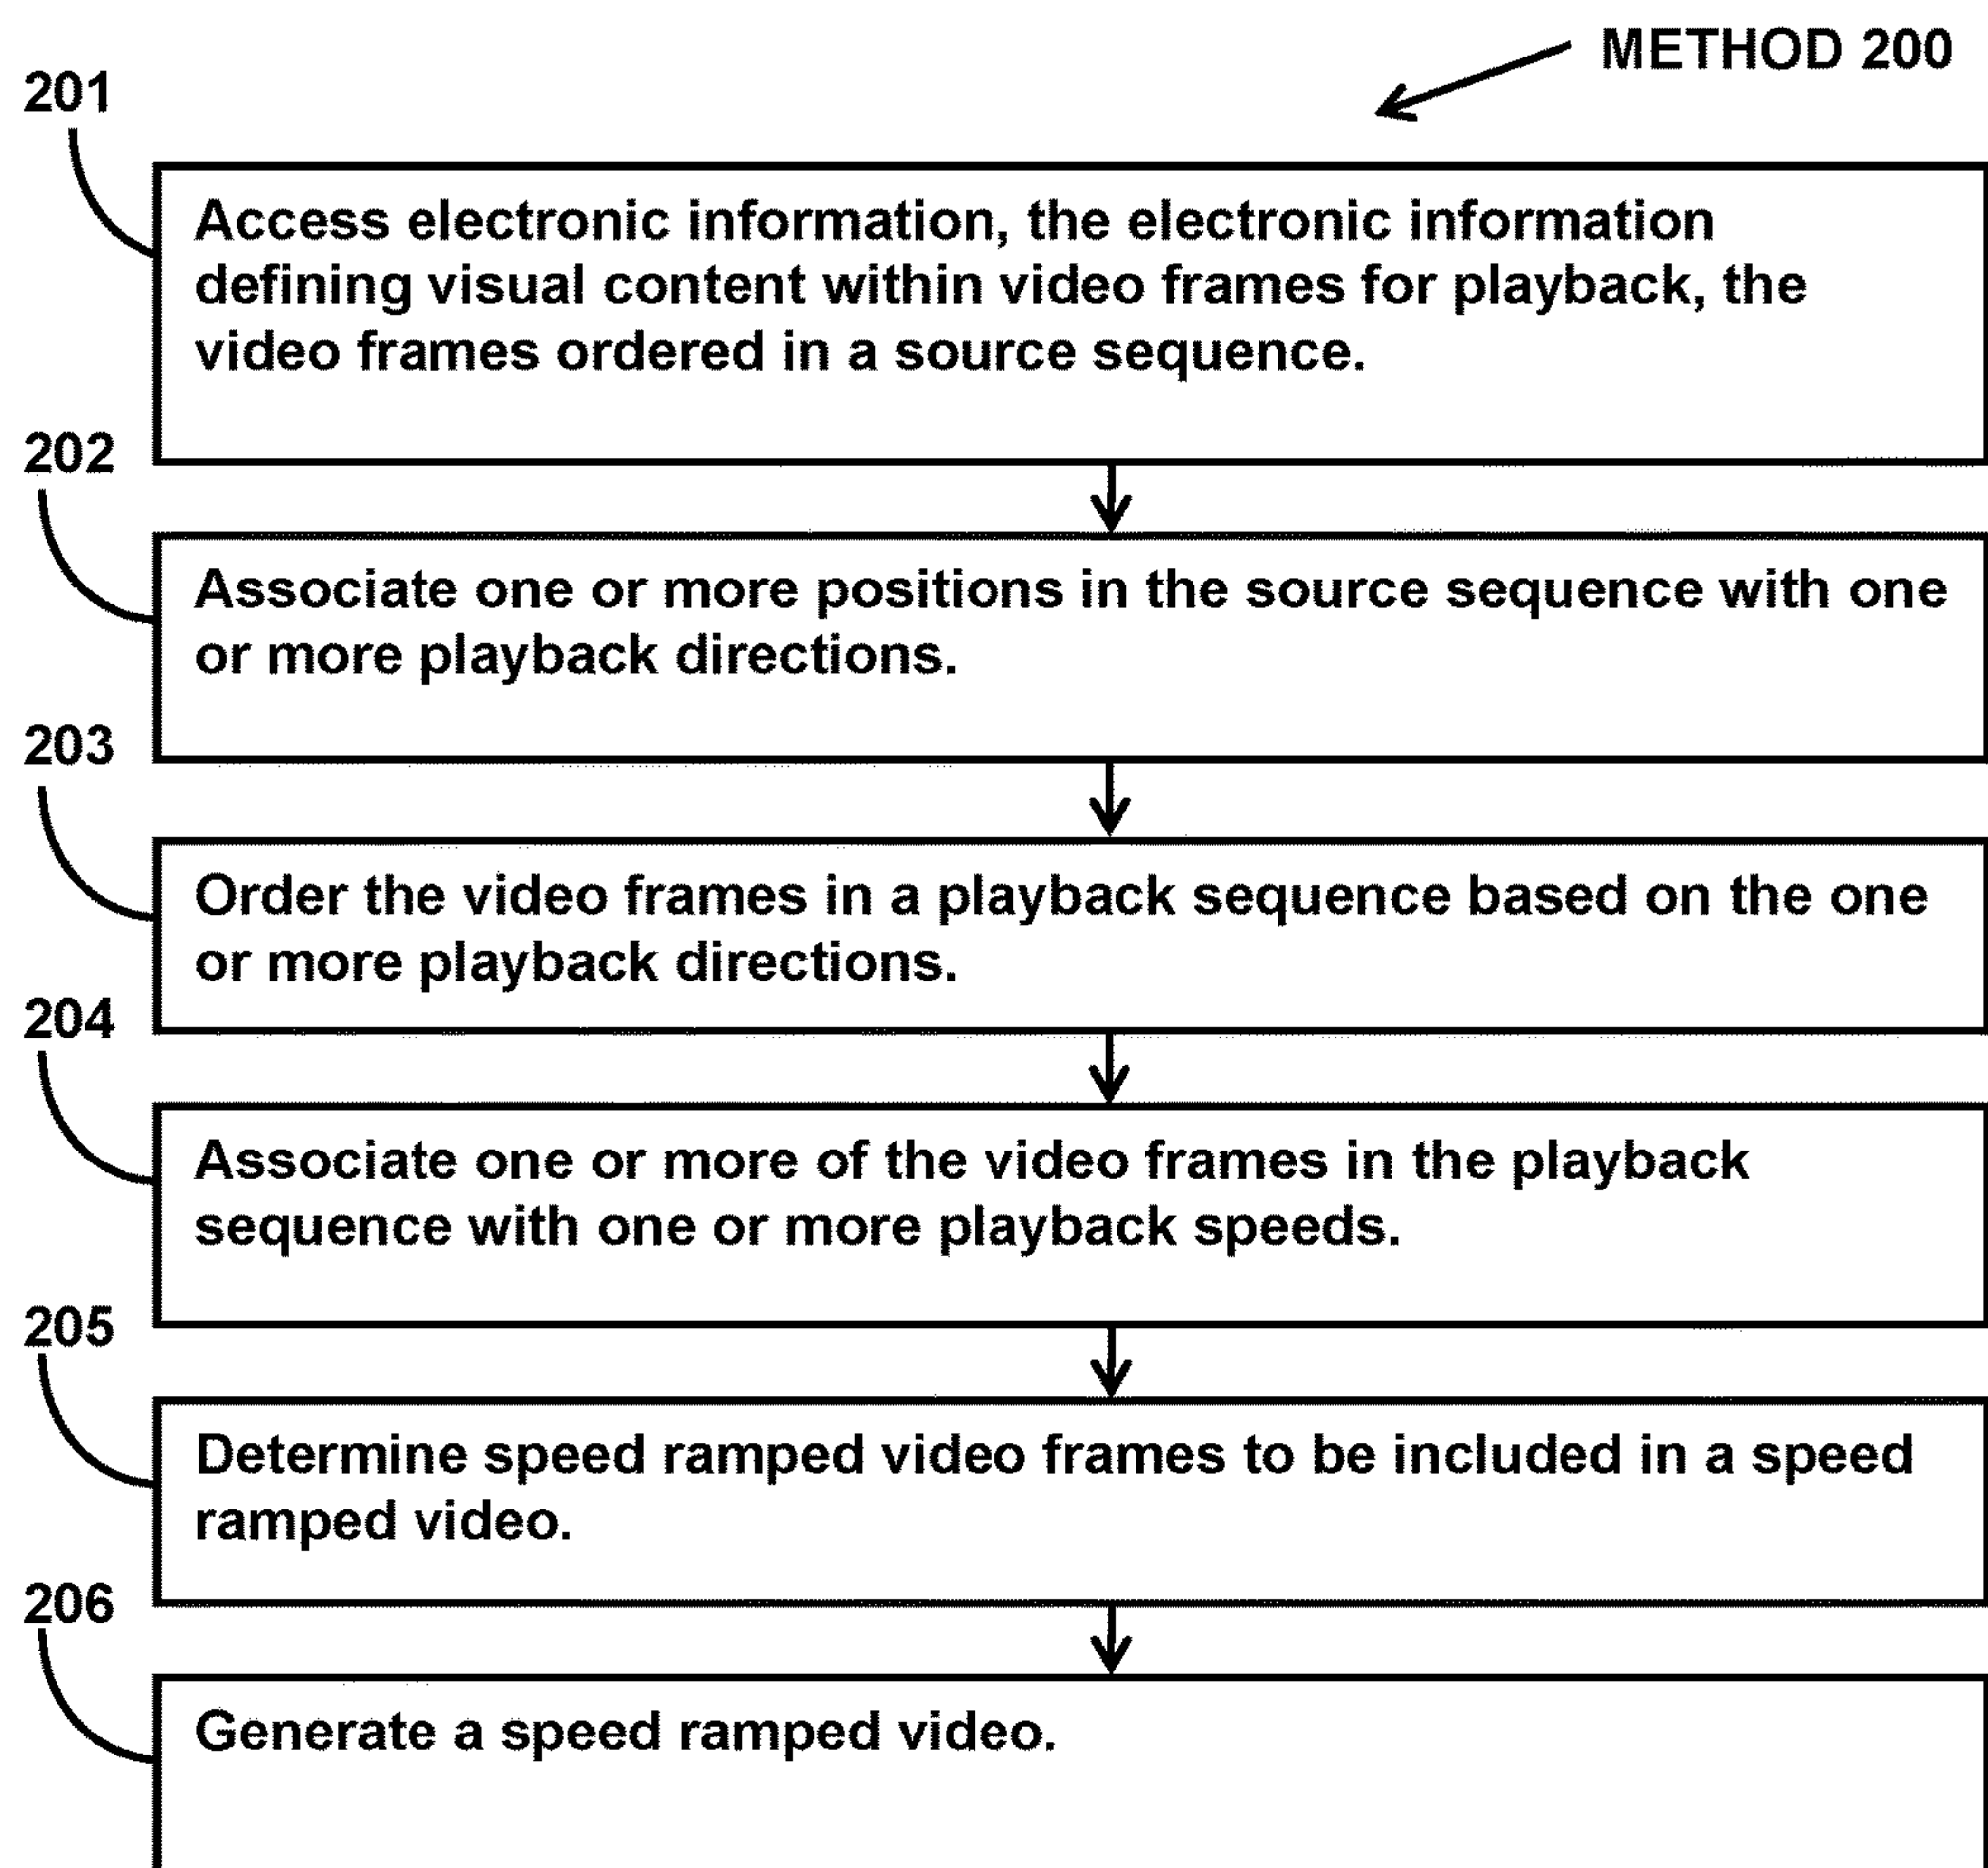 METHOD 200
201
Access electronic information, the electronic information
defining visual content within video frames for playback, the
video frames ordered in a source sequence.
202
Associate one or more positions in the source sequence with one
or more playback directions.
203
Order the video frames in a playback sequence based on the one
or more playback directions.
204
Associate one or more of the video frames in the playback
sequence with one or more playback speeds.
205
Determine speed ramped video frames to be included in a speed
ramped video.
206
Generate a speed ramped video.